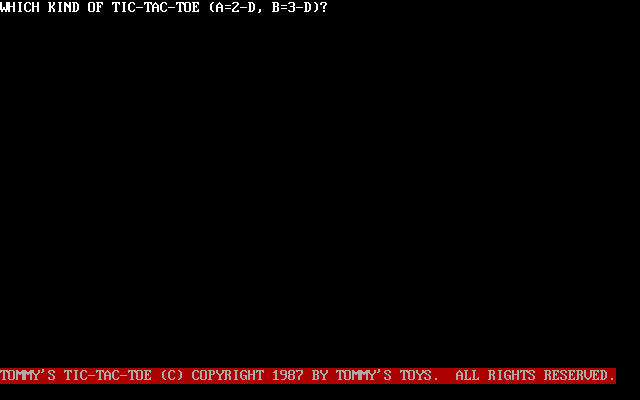 WHICH KIND OF TIC-TAC-TOE (A=2-D, B=3-D)?
TOMMY'S TIC-TAC-TOE (C) COPYRIGHT 1987 BY TOMMY'S TOYS.  ALL RIGHTS RESERVED.